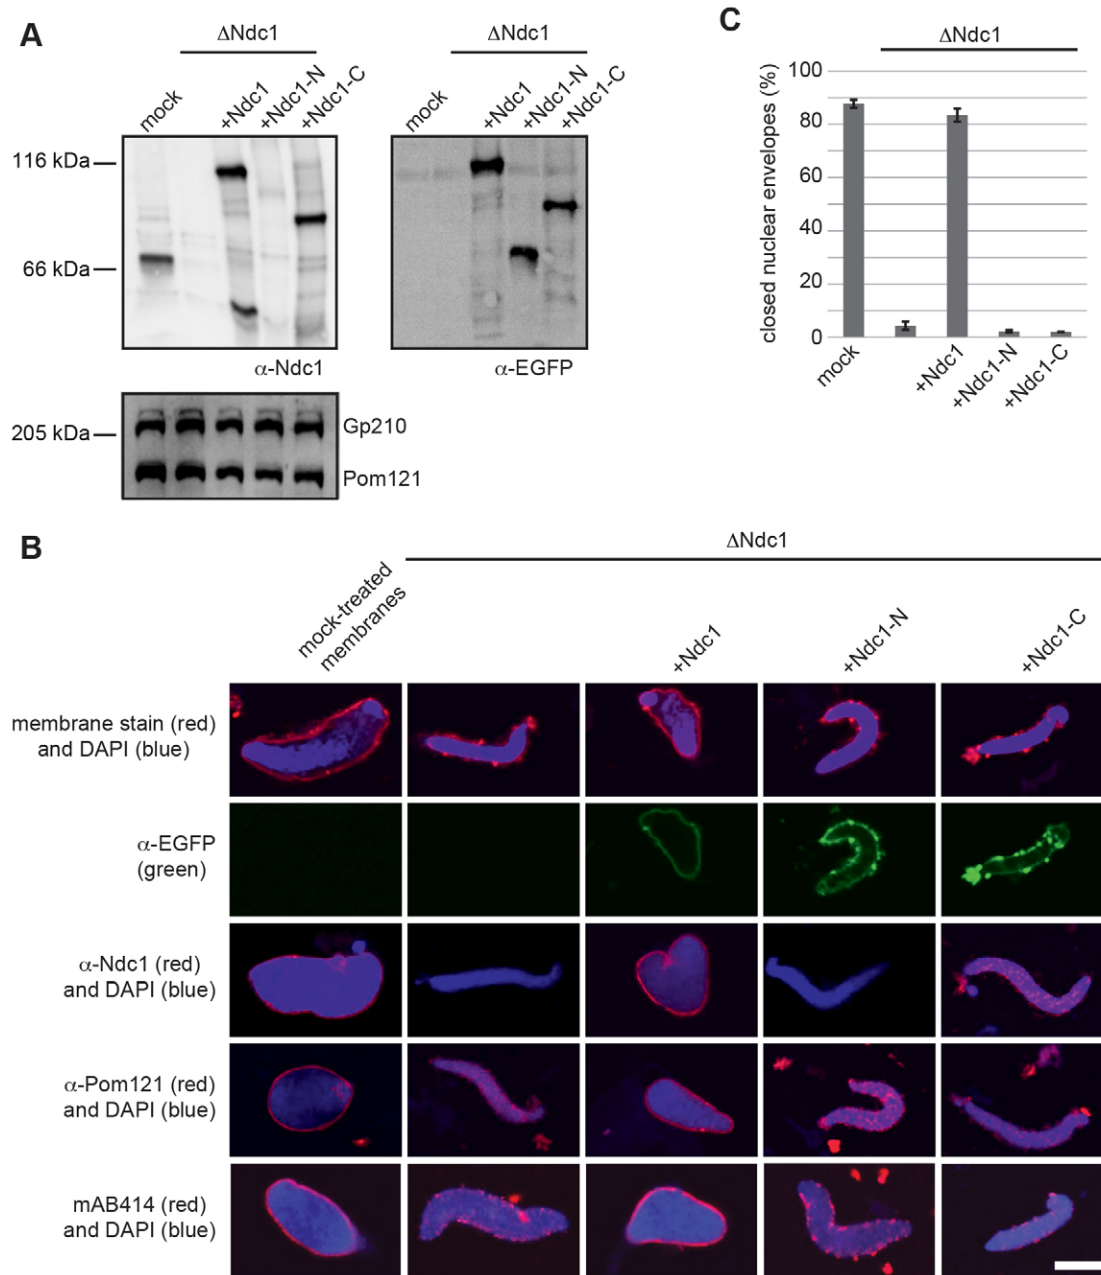 A
ΔNdc1
ΔNdc1
mock
+Ndc1
+Ndc1-N
+Ndc1-C
mock
+Ndc1
+Ndc1-N
+Ndc1-C
116 kDa
66 kDa
α-Ndc1
α-EGFP
205 kDa
Gp210
Pom121
C
ΔNdc1
closed nuclear envelopes (%)
100
80
60
40
20
0
mock
+Ndc1
+Ndc1-N
+Ndc1-C
B
ΔNdc1
mock-treated
membranes
+Ndc1
+Ndc1-N
+Ndc1-C
membrane stain (red)
and DAPI (blue)
α-EGFP
(green)
α-Ndc1 (red)
and DAPI (blue)
α-Pom121 (red)
and DAPI (blue)
mAB414 (red)
and DAPI (blue)